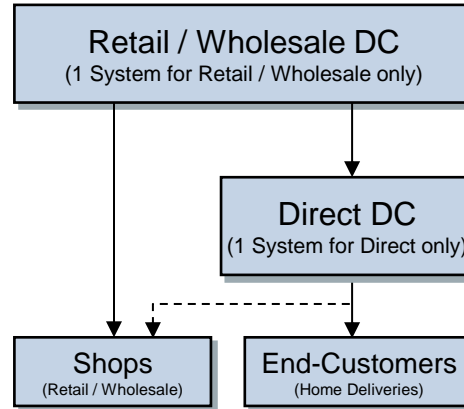 Retail / Wholesale DC
(1 System for Retail / Wholesale only)
Direct DC
(1 System for Direct only)
Shops
(Retail / Wholesale)
End-Customers
(Home Deliveries)